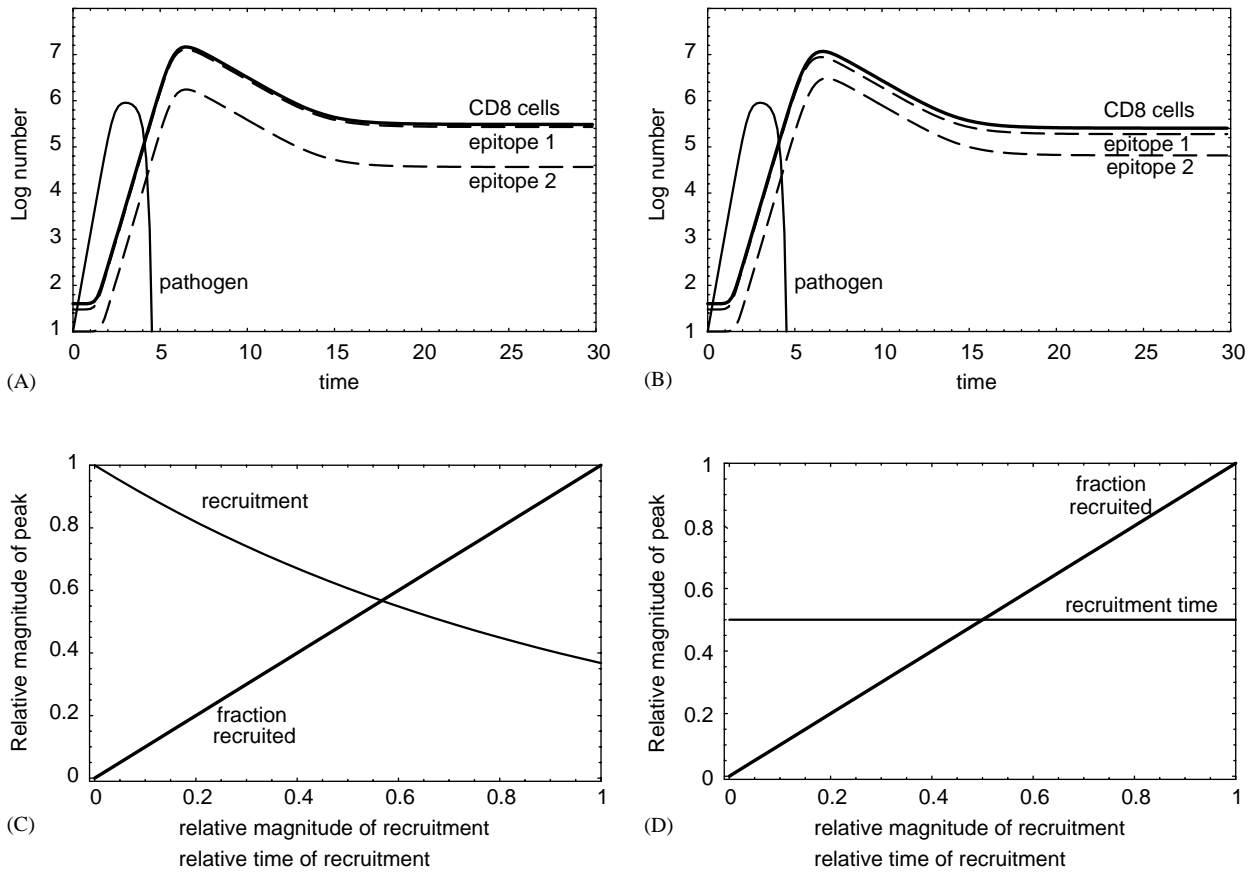 7
6
5
4
3
2
1
Log number
CD8 cells
epitope 1
epitope 2
pathogen
0
5
10
15
20
25
30
(A)
time
7
6
5
4
3
2
1
Log number
CD8 cells
epitope 1
epitope 2
pathogen
0
5
10
15
20
25
30
(B)
time
1
0.8
0.6
0.4
0.2
0
Relative magnitude of peak
recruitment
fraction
recruited
0
0.2
0.4
0.6
0.8
1
(C)
relative magnitude of recruitment
relative time of recruitment
1
0.8
0.6
0.4
0.2
0
Relative magnitude of peak
fraction
recruited
recruitment time
0
0.2
0.4
0.6
0.8
1
(D)
relative magnitude of recruitment
relative time of recruitment